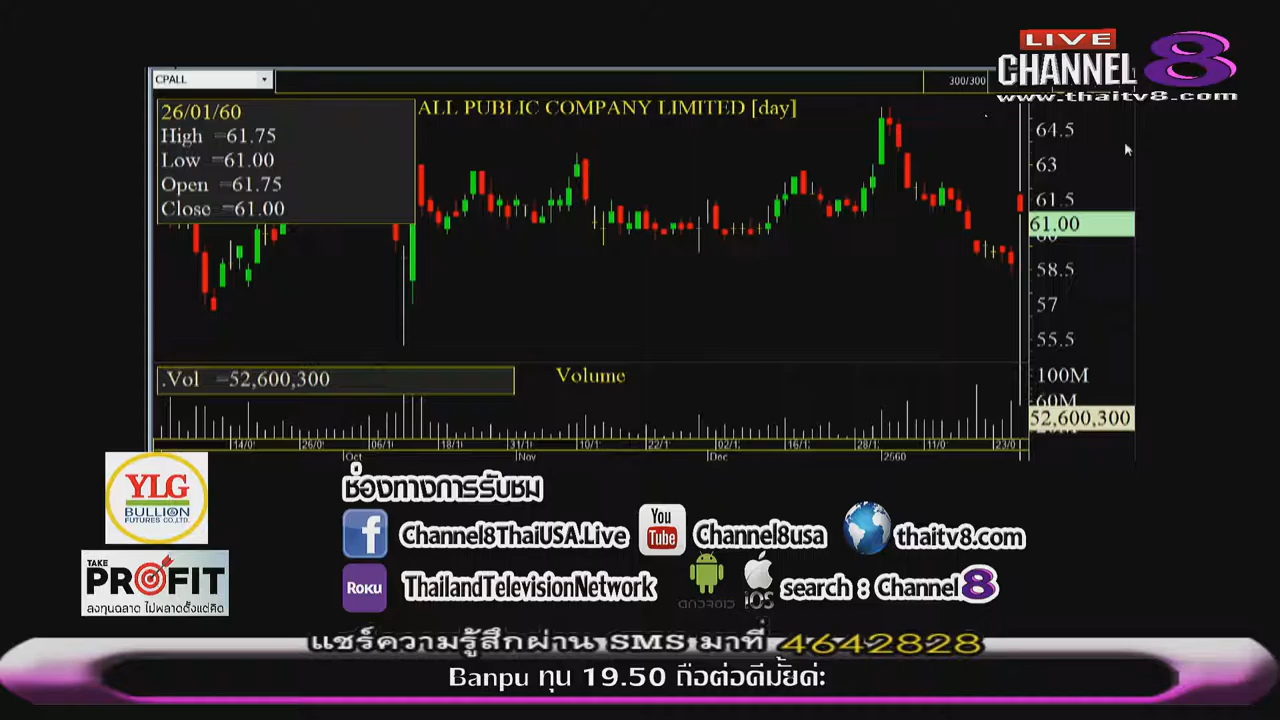 LIVE
CHANNEL 8
www.thaitv8.com
CPALL
300/300
26/01/60
High =61.75
Low =61.00
Open =61.75
Close =61.00
ALL PUBLIC COMPANY LIMITED [day]
64.5
63
61.5
61.00
60
58.5
57
55.5
.Vol =52,600,300
Volume
100M
60M
52,600,300
14/0 26/0 06/1 18/1 31/1 10/1 22/1 02/1 16/1 28/1 11/0 23/0
Oct Nov Dec 2560
YLG
BULLION
FUTURES CO.,LTD.
TAKE
PROFIT
ลงทุนฉลาด ไม่พลาดตั้งแต่คิด
ช่องทางการรับชม
f Channel8ThaiUSA.Live You Tube Channel8usa thaitv8.com
ROKU ThailandTelevisionNetwork ANDROID iOS search : Channel 8
แชร์ความรู้สึกผ่าน SMS มาที่ 4642828
Banpu ทุน 19.50 ถือต่อดีมั้ยค่ะ